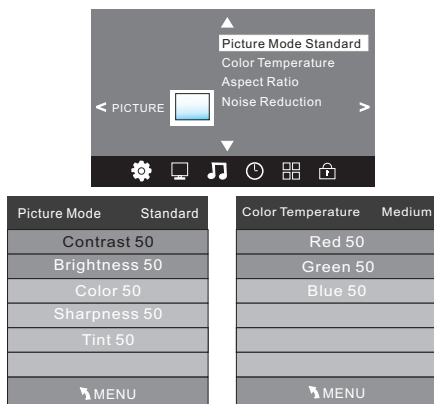 Picture Mode Standard
Color Temperature
Aspect Ratio
Noise Reduction
< PICTURE >
Picture Mode Standard
Contrast 50
Brightness 50
Color 50
Sharpness 50
Tint 50
MENU
Color Temperature Medium
Red 50
Green 50
Blue 50
MENU